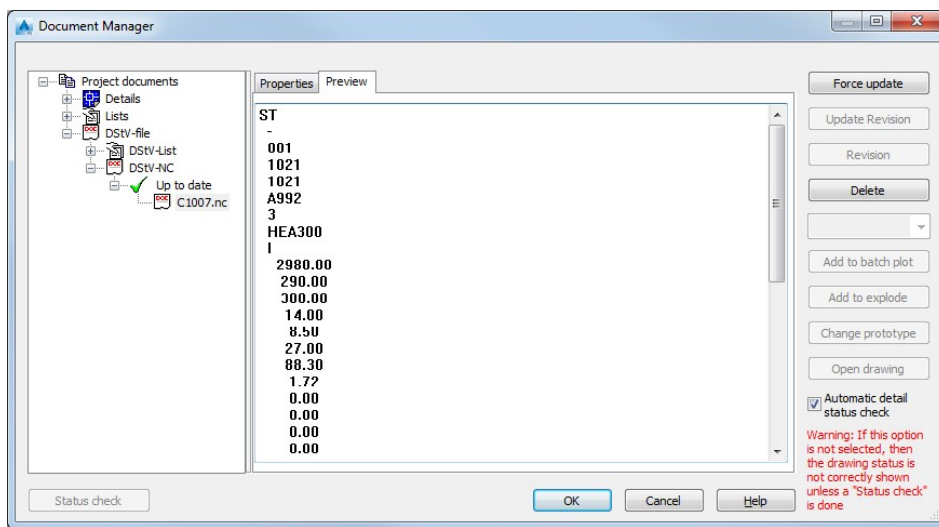 Document Manager
Project documents
Details
Lists
DStV-file
DStV-List
DStV-NC
Up to date
C1007.nc
Properties
Preview
ST
-
001
1021
1021
A992
3
HEA300
I
2980.00
290.00
300.00
14.00
8.50
27.00
88.30
1.72
0.00
0.00
0.00
0.00
Force update
Update Revision
Revision
Delete
Add to batch plot
Add to explode
Change prototype
Open drawing
Automatic detail
status check
Warning: If this option
is not selected, then
the drawing status is
not correctly shown
unless a "Status check"
is done
Status check
OK
Cancel
Help